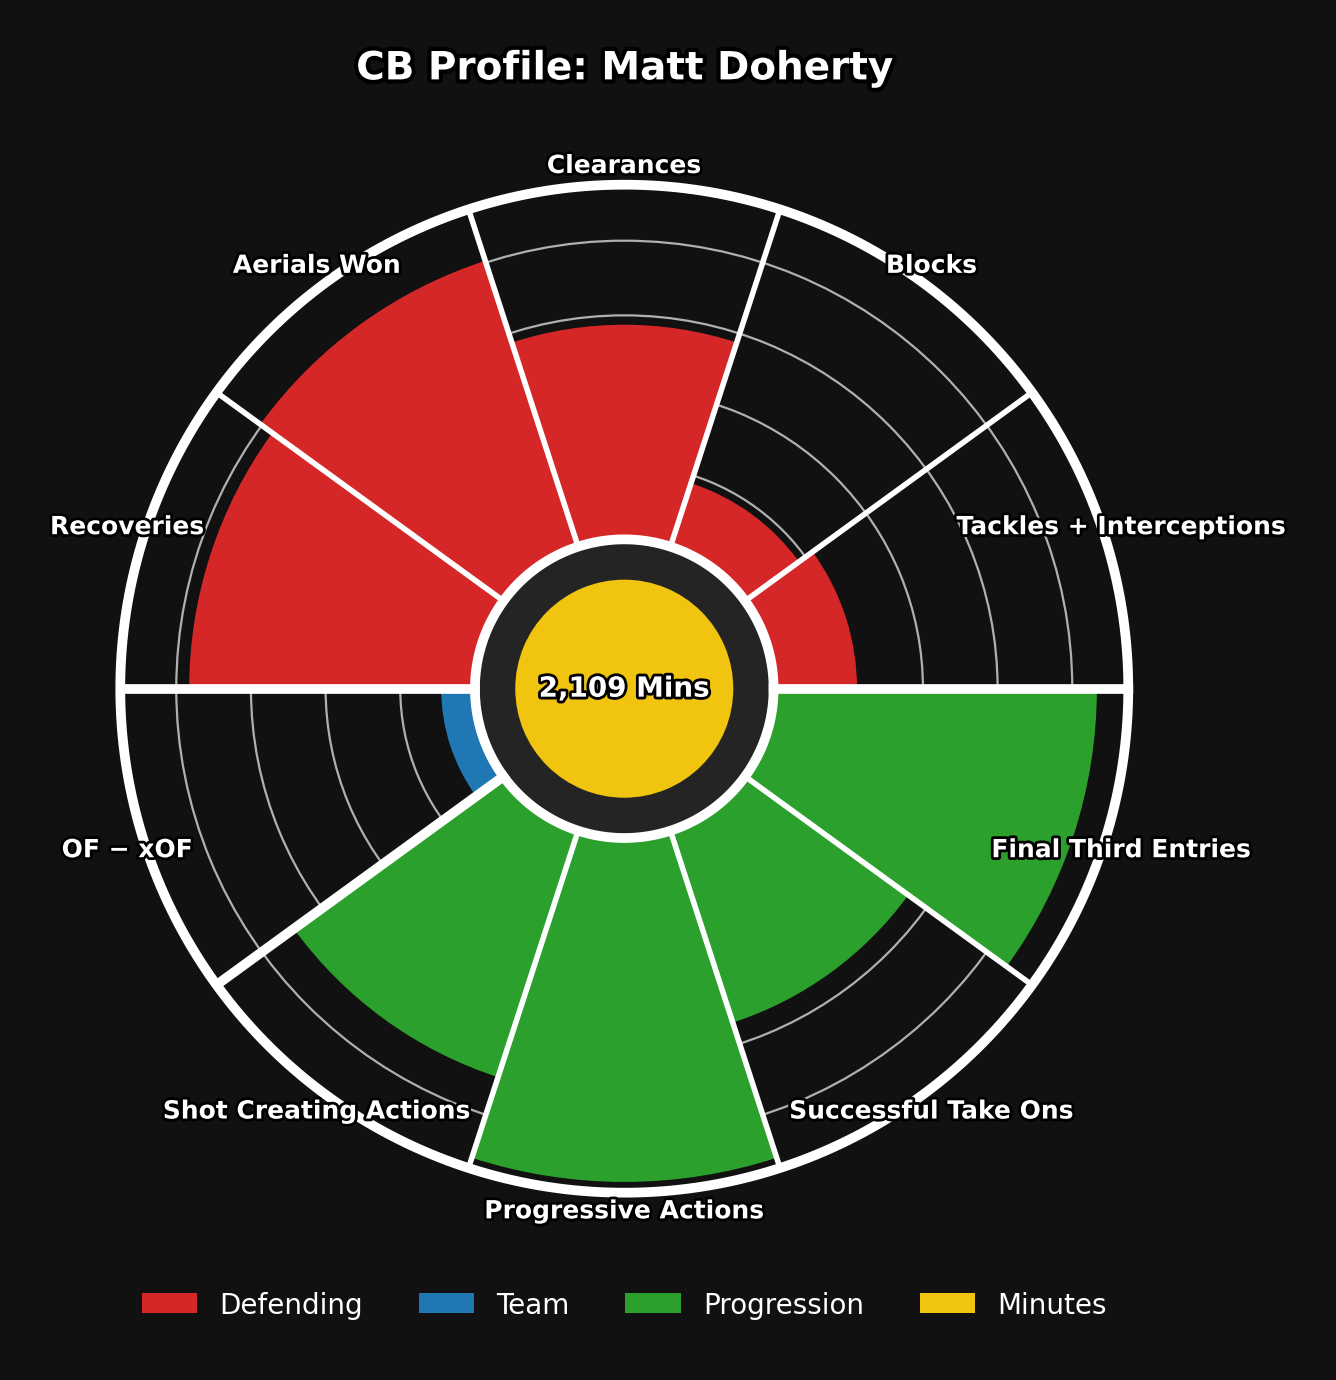 CB Profile: Matt Doherty
Clearances
Aerials Won
Blocks
Recoveries
Tackles + Interceptions
2,109 Mins
OF − xOF
Final Third Entries
Shot Creating Actions
Successful Take Ons
Progressive Actions
Defending
Team
Progression
Minutes